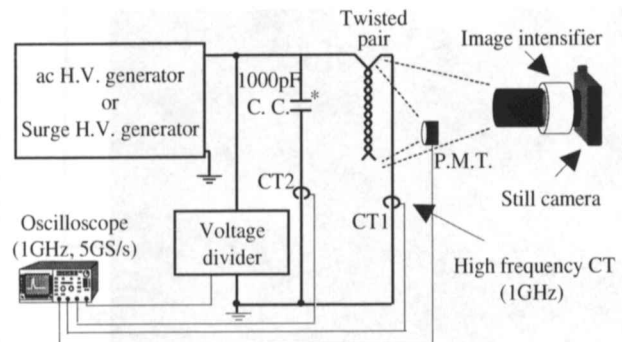 Twisted
pair
Image intensifier
ac H.V. generator
or
Surge H.V. generator
1000pF
C. C.
*
P.M.T.
CT2
CT1
Still camera
Oscilloscope
(1GHz, 5GS/s)
Voltage
divider
High frequency CT
(1GHz)